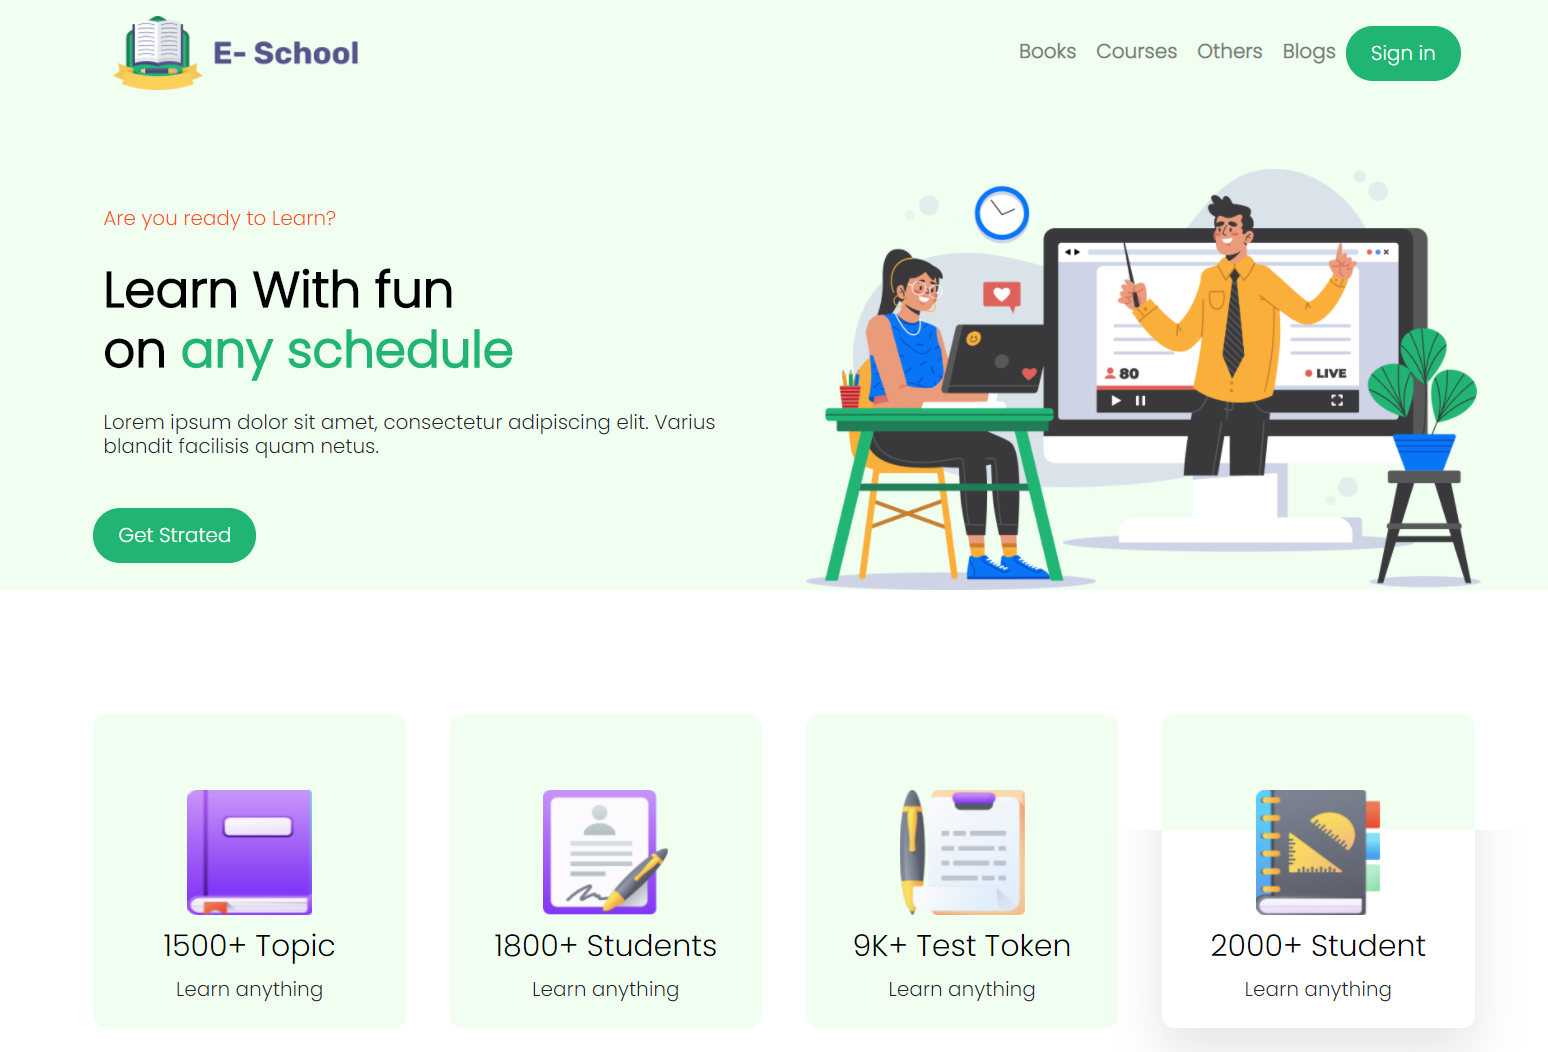 E- School
Books Courses Others Blogs Sign in
Are you ready to Learn?
Learn With fun
on any schedule
Lorem ipsum dolor sit amet, consectetur adipiscing elit. Varius
blandit facilisis quam netus.
Get Strated
80
LIVE
1500+ Topic
Learn anything
1800+ Students
Learn anything
9K+ Test Token
Learn anything
2000+ Student
Learn anything